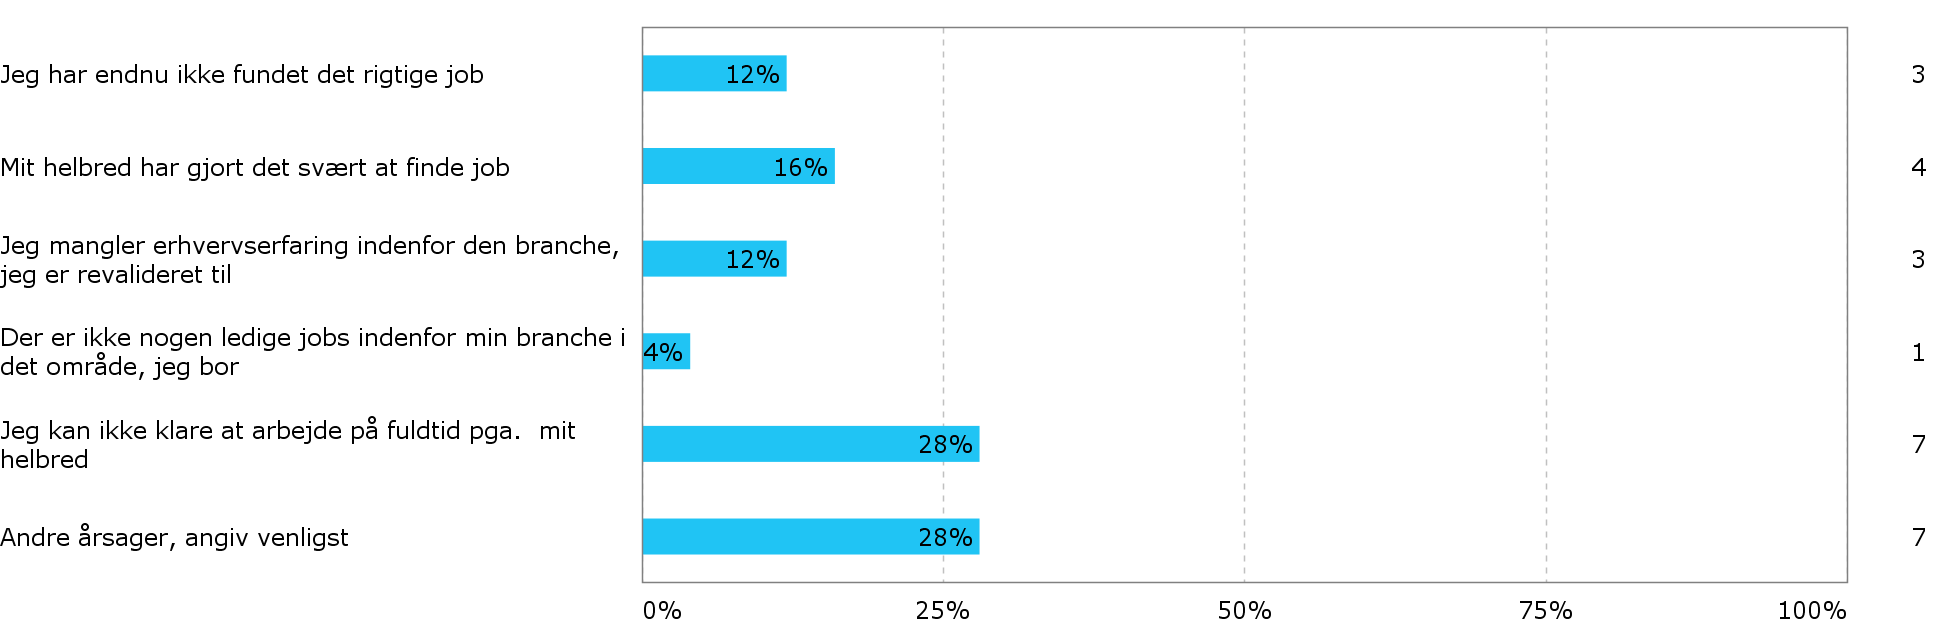 Jeg har endnu ikke fundet det rigtige job
12%
3
Mit helbred har gjort det svært at finde job
16%
4
Jeg mangler erhvervserfaring indenfor den branche,
jeg er revalideret til
12%
3
Der er ikke nogen ledige jobs indenfor min branche i
det område, jeg bor
4%
1
Jeg kan ikke klare at arbejde på fuldtid pga.  mit
helbred
28%
7
Andre årsager, angiv venligst
28%
7
0% 25% 50% 75% 100%